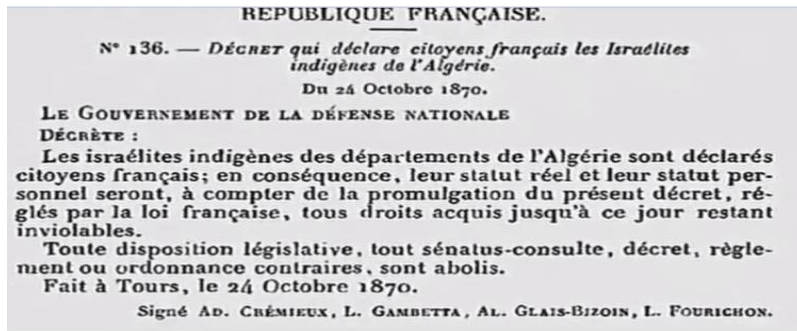 RÉPUBLIQUE FRANÇAISE.
N° 136. — DÉCRET qui déclare citoyens français les Israélites
indigènes de l'Algérie.
Du 24 Octobre 1870.
LE GOUVERNEMENT DE LA DÉFENSE NATIONALE
DÉCRÈTE :
Les israélites indigènes des départements de l'Algérie sont déclarés
citoyens français; en conséquence, leur statut réel et leur statut per-
sonnel seront, à compter de la promulgation du présent décret, ré-
glés par la loi française, tous droits acquis jusqu'à ce jour restant
inviolables.
Toute disposition législative, tout sénatus-consulte, décret, règle-
ment ou ordonnance contraires, sont abolis.
Fait à Tours, le 24 Octobre 1870.
Signé AD. CRÉMIEUX, L. GAMBETTA, AL. GLAIS-BIZOIN, L. FOURICHON.